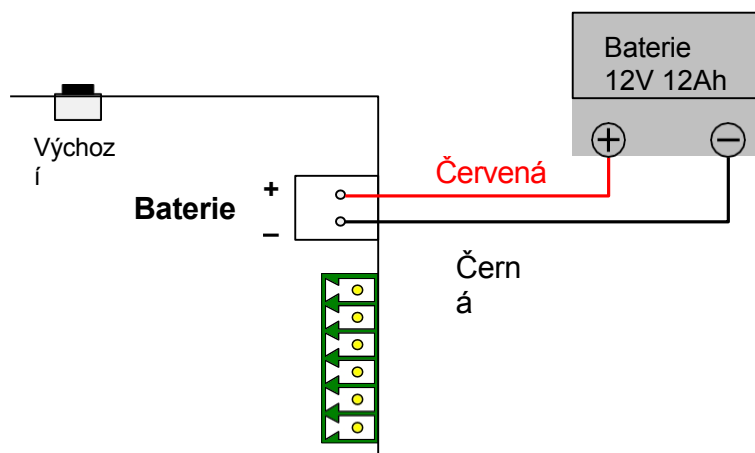 Baterie
12V 12Ah
Výchoz
í
Baterie
+
–
Červená
+
–
Čern
á